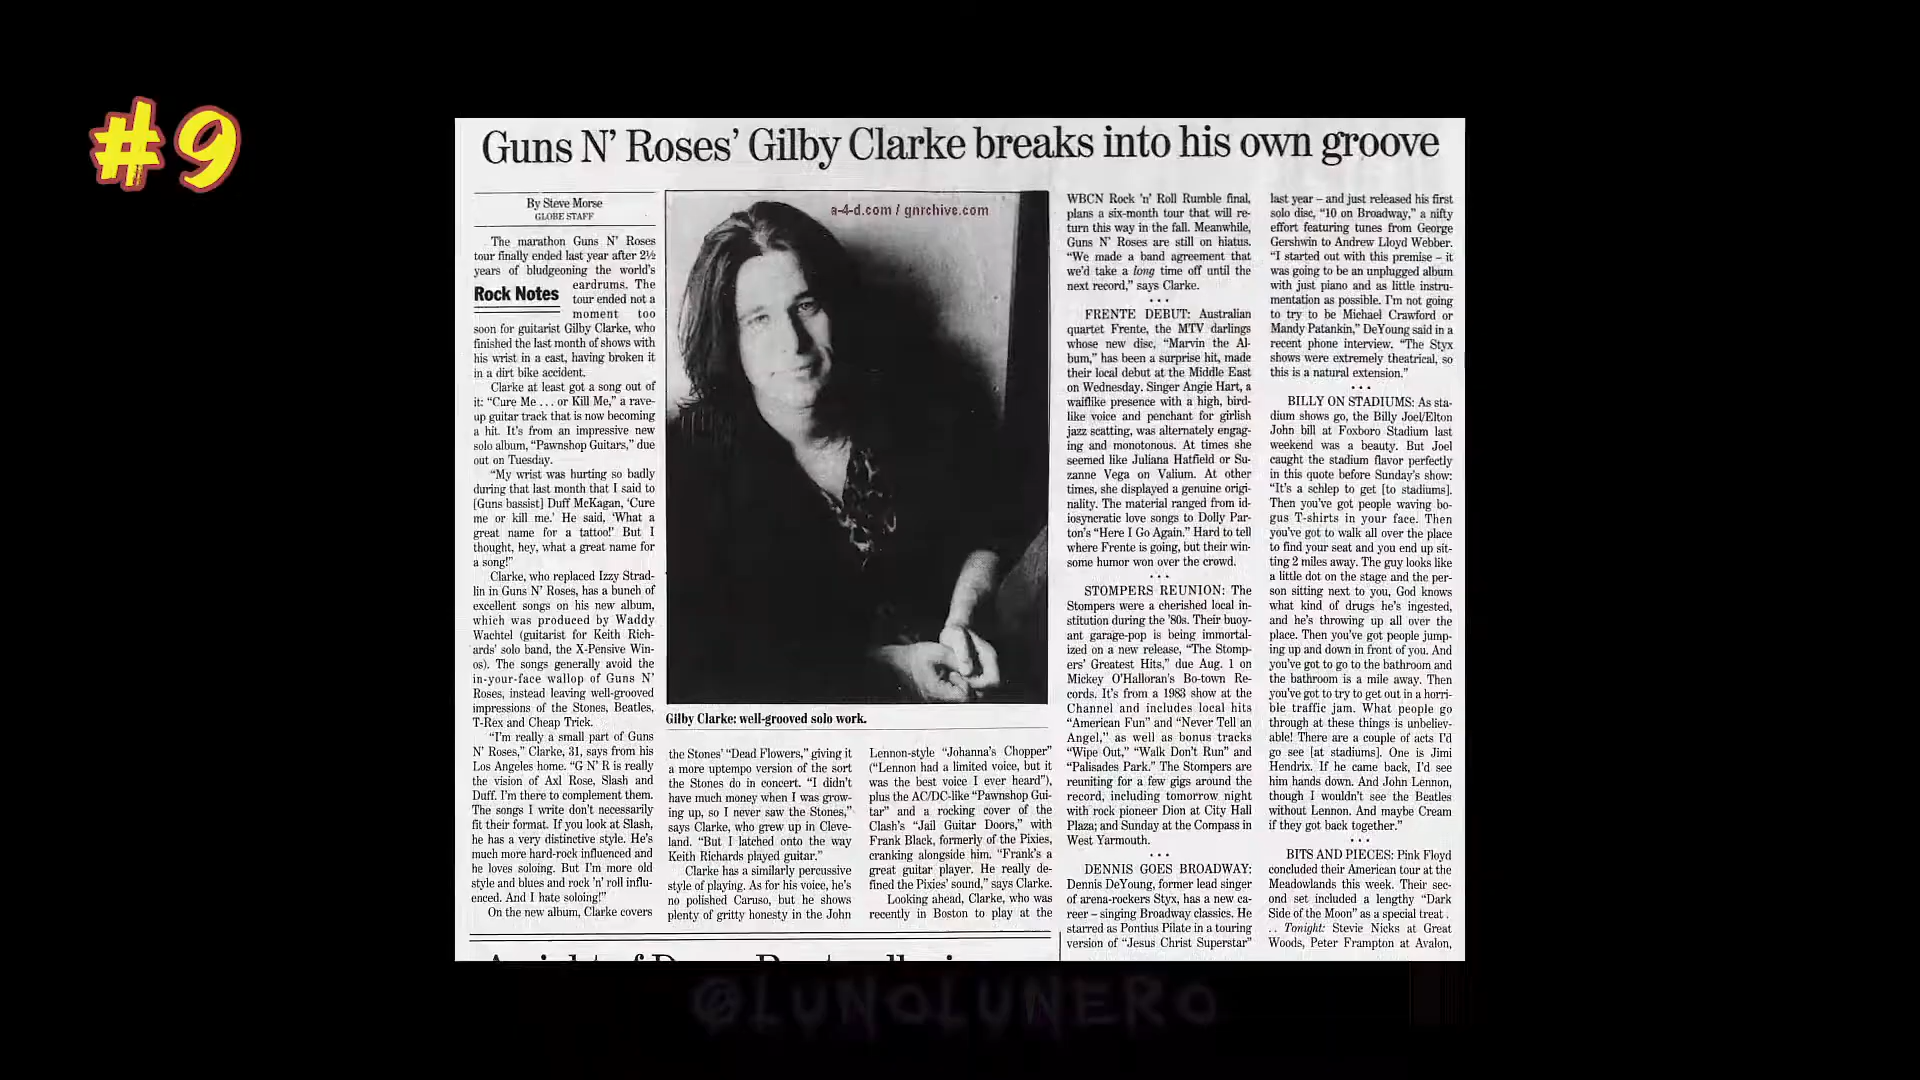 #9
Guns N' Roses' Gilby Clarke breaks into his own groove
By Steve Morse
GLOBE STAFF
The marathon Guns N' Roses
tour finally ended last year after 2½
years of bludgeoning the world's
Rock Notes
eardrums. The
tour ended not a
moment too
soon for guitarist Gilby Clarke, who
finished the last month of shows with
his wrist in a cast, having broken it
in a dirt bike accident.
Clarke at least got a song out of
it: "Cure Me . . . or Kill Me," a rave-
up guitar track that is now becoming
a hit. It's from an impressive new
solo album, "Pawnshop Guitars," due
out on Tuesday.
"My wrist was hurting so badly
during that last month that I said to
[Guns bassist] Duff McKagan, 'Cure
me or kill me.' He said, 'What a
great name for a tattoo!' But I
thought, hey, what a great name for
a song!"
Clarke, who replaced Izzy Strad-
lin in Guns N' Roses, has a bunch of
excellent songs on his new album,
which was produced by Waddy
Wachtel (guitarist for Keith Rich-
ards' solo band, the X-Pensive Win-
os). The songs generally avoid the
in-your-face wallop of Guns N'
Roses, instead leaving well-grooved
impressions of the Stones, Beatles,
T-Rex and Cheap Trick.
"I'm really a small part of Guns
N' Roses," Clarke, 31, says from his
Los Angeles home. "G N' R is really
the vision of Axl Rose, Slash and
Duff. I'm there to complement them.
The songs I write don't necessarily
fit their format. If you look at Slash,
he has a very distinctive style. He's
much more hard-rock influenced and
he loves soloing. But I'm more old
style and blues and rock 'n' roll influ-
enced. And I hate soloing!"
On the new album, Clarke covers
a-4-d.com / gnrchive.com
Gilby Clarke: well-grooved solo work.
the Stones' "Dead Flowers," giving it
a more uptempo version of the sort
the Stones do in concert. "I didn't
have much money when I was grow-
ing up, so I never saw the Stones,"
says Clarke, who grew up in Cleve-
land. "But I latched onto the way
Keith Richards played guitar."
Clarke has a similarly percussive
style of playing. As for his voice, he's
no polished Caruso, but he shows
plenty of gritty honesty in the John
Lennon-style "Johanna's Chopper"
("Lennon had a limited voice, but it
was the best voice I ever heard"),
plus the AC/DC-like "Pawnshop Gui-
tar" and a rocking cover of the
Clash's "Jail Guitar Doors," with
Frank Black, formerly of the Pixies,
cranking alongside him. "Frank's a
great guitar player. He really de-
fined the Pixies' sound," says Clarke.
Looking ahead, Clarke, who was
recently in Boston to play at the
WBCN Rock 'n' Roll Rumble final,
plans a six-month tour that will re-
turn this way in the fall. Meanwhile,
Guns N' Roses are still on hiatus.
"We made a band agreement that
we'd take a long time off until the
next record," says Clarke.
• • •
FRENTE DEBUT: Australian
quartet Frente, the MTV darlings
whose new disc, "Marvin the Al-
bum," has been a surprise hit, made
their local debut at the Middle East
on Wednesday. Singer Angie Hart, a
waiflike presence with a high, bird-
like voice and penchant for girlish
jazz scatting, was alternately engag-
ing and monotonous. At times she
seemed like Juliana Hatfield or Su-
zanne Vega on Valium. At other
times, she displayed a genuine origi-
nality. The material ranged from id-
iosyncratic love songs to Dolly Par-
ton's "Here I Go Again." Hard to tell
where Frente is going, but their win-
some humor won over the crowd.
• • •
STOMPERS REUNION: The
Stompers were a cherished local in-
stitution during the '80s. Their buoy-
ant garage-pop is being immortal-
ized on a new release, "The Stomp-
ers' Greatest Hits," due Aug. 1 on
Mickey O'Halloran's Bo-town Re-
cords. It's from a 1983 show at the
Channel and includes local hits
"American Fun" and "Never Tell an
Angel," as well as bonus tracks
"Wipe Out," "Walk Don't Run" and
"Palisades Park." The Stompers are
reuniting for a few gigs around the
record, including tomorrow night
with rock pioneer Dion at City Hall
Plaza; and Sunday at the Compass in
West Yarmouth.
• • •
DENNIS GOES BROADWAY:
Dennis DeYoung, former lead singer
of arena-rockers Styx, has a new ca-
reer – singing Broadway classics. He
starred as Pontius Pilate in a touring
version of "Jesus Christ Superstar"
last year – and just released his first
solo disc, "10 on Broadway," a nifty
effort featuring tunes from George
Gershwin to Andrew Lloyd Webber.
"I started out with this premise – it
was going to be an unplugged album
with just piano and as little instru-
mentation as possible. I'm not going
to try to be Michael Crawford or
Mandy Patankin," DeYoung said in a
recent phone interview. "The Styx
shows were extremely theatrical, so
this is a natural extension."
• • •
BILLY ON STADIUMS: As sta-
dium shows go, the Billy Joel/Elton
John bill at Foxboro Stadium last
weekend was a beauty. But Joel
caught the stadium flavor perfectly
in this quote before Sunday's show:
"It's a schlep to get [to stadiums].
Then you've got people waving bo-
gus T-shirts in your face. Then
you've got to walk all over the place
to find your seat and you end up sit-
ting 2 miles away. The guy looks like
a little dot on the stage and the per-
son sitting next to you, God knows
what kind of drugs he's ingested,
and he's throwing up all over the
place. Then you've got people jump-
ing up and down in front of you. And
you've got to go to the bathroom and
the bathroom is a mile away. Then
you've got to try to get out in a horri-
ble traffic jam. What people go
through at these things is unbeliev-
able! There are a couple of acts I'd
go see [at stadiums]. One is Jimi
Hendrix. If he came back, I'd see
him hands down. And John Lennon,
though I wouldn't see the Beatles
without Lennon. And maybe Cream
if they got back together."
• • •
BITS AND PIECES: Pink Floyd
concluded their American tour at the
Meadowlands this week. Their sec-
ond set included a lengthy "Dark
Side of the Moon" as a special treat .
. . Tonight: Stevie Nicks at Great
Woods, Peter Frampton at Avalon,
@LUNOLUNERO